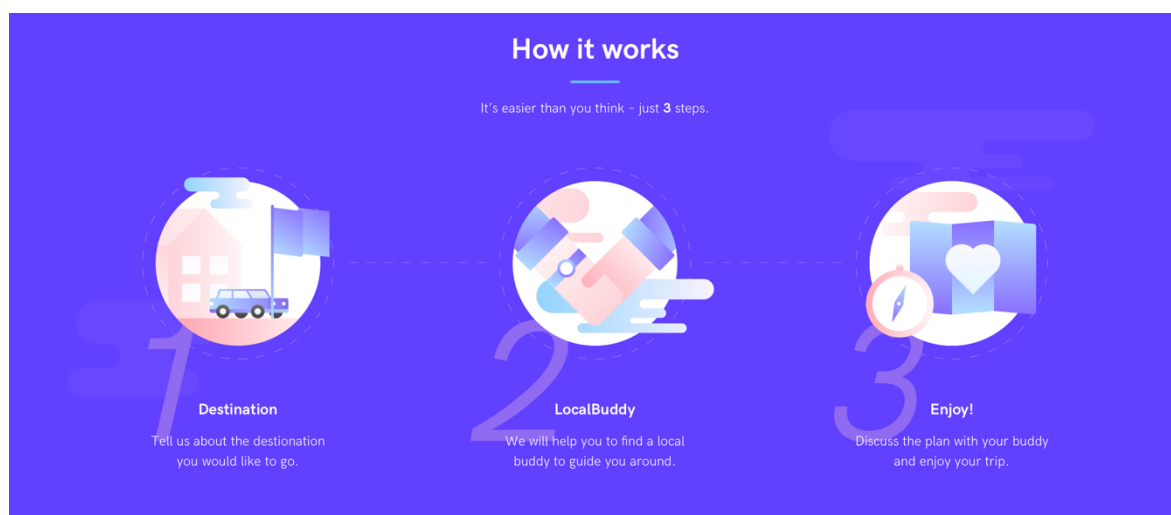 How it works
It's easier than you think – just 3 steps.
1
2
3
Destination
LocalBuddy
Enjoy!
Tell us about the destionation
you would like to go.
We will help you to find a local
buddy to guide you around.
Discuss the plan with your buddy
and enjoy your trip.